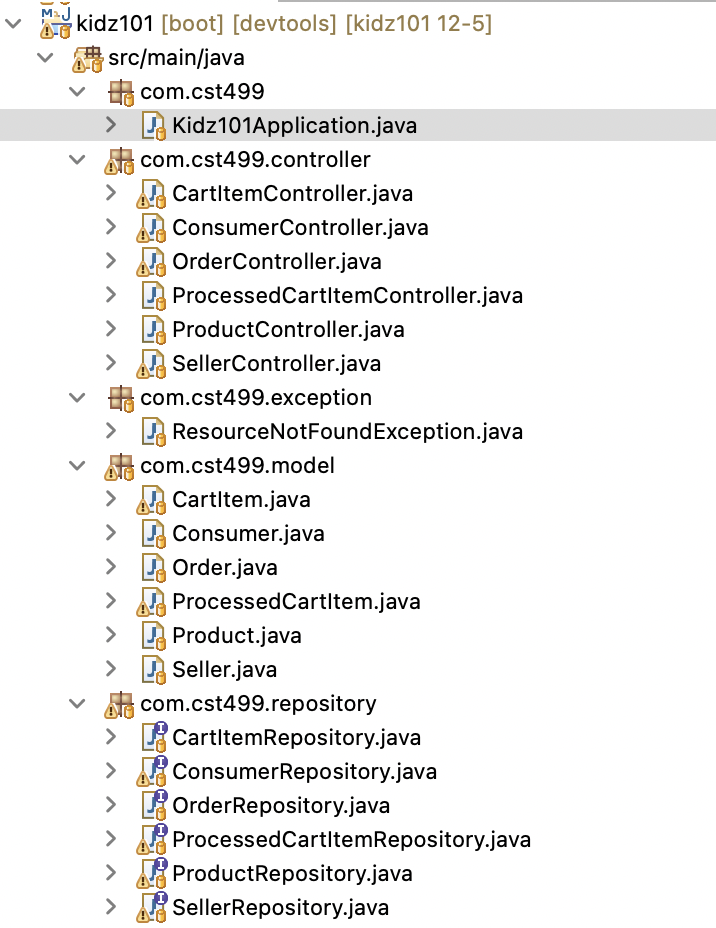 kidz101 [boot] [devtools] [kidz101 12-5]
src/main/java
com.cst499
Kidz101Application.java
com.cst499.controller
CartItemController.java
ConsumerController.java
OrderController.java
ProcessedCartItemController.java
ProductController.java
SellerController.java
com.cst499.exception
ResourceNotFoundException.java
com.cst499.model
CartItem.java
Consumer.java
Order.java
ProcessedCartItem.java
Product.java
Seller.java
com.cst499.repository
CartItemRepository.java
ConsumerRepository.java
OrderRepository.java
ProcessedCartItemRepository.java
ProductRepository.java
SellerRepository.java